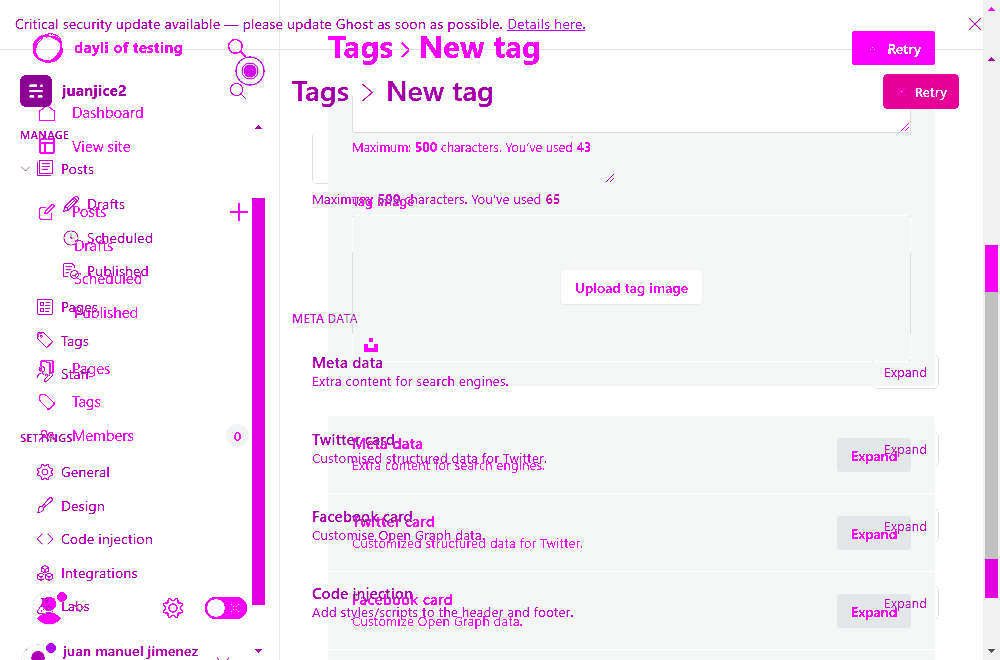 Critical security update available — please update Ghost as soon as possible. Details here.
dayli of testing
Tags › New tag
Retry
juanjice2
Tags > New tag
Retry
Dashboard
MANAGE
View site
Maximum: 500 characters. You've used 43
Posts
Maximum: 500 characters. You've used 65
Tag image
Drafts
Posts
Scheduled
Drafts
Published
Scheduled
Upload tag image
Pages
Published
META DATA
Tags
Meta data
Staff
Pages
Expand
Extra content for search engines.
Tags
SETTINGS
Members
0
Twitter card
Meta data
Expand
Customised structured data for Twitter.
Expand
Extra content for search engines.
General
Design
Facebook card
Twitter card
Expand
Customise Open Graph data.
Expand
Code injection
Customized structured data for Twitter.
Integrations
Code injection
Facebook card
Expand
Labs
Add styles/scripts to the header and footer.
Expand
Customize Open Graph data.
juan manuel jimenez